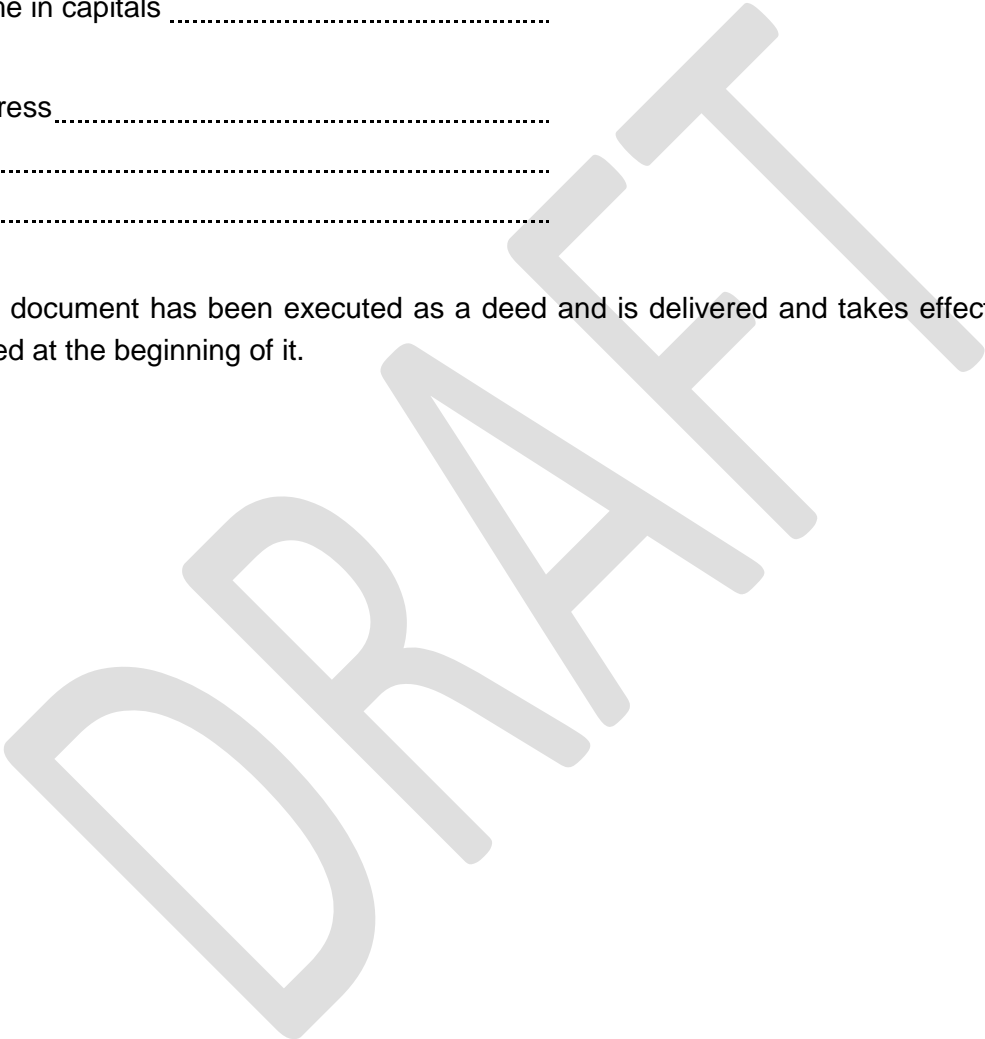 ne in capitals
ress
document has been executed as a deed and is delivered and takes effect
ed at the beginning of it.
DRAFT